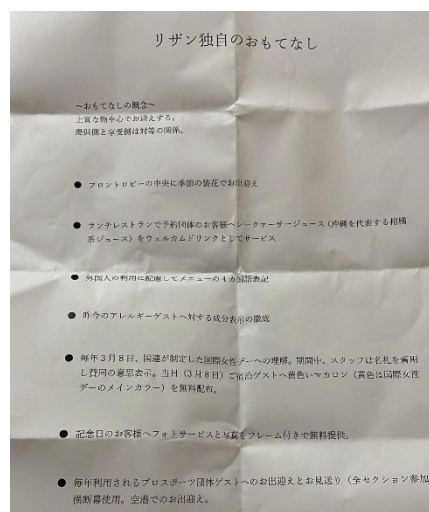 リザン独自のおもてなし
～おもてなしの概念～
上質な物や心でお迎えする。
提供側と享受側は対等の関係。
● フロントロビーの中央に季節の装花でお出迎え
● ランチレストランで予約団体のお客様へシークァーサージュース（沖縄を代表する柑橘
系ジュース）をウェルカムドリンクとしてサービス
● 外国人の利用に配慮してメニューの４カ国語表記
● 昨今のアレルギーゲストへ対する成分表示の徹底
● 毎年３月８日、国連が制定した国際女性デーへの理解。期間中、スタッフは名札を着用
し賛同の意思表示。当日（３月８日）ご宿泊ゲストへ黄色いマカロン（黄色は国際女性
デーのメインカラー）を無料配布。
● 記念日のお客様へフォトサービスと写真をフレーム付きで無料提供。
● 毎年利用されるプロスポーツ団体ゲストへのお出迎えとお見送り（全セクション参加
横断幕使用。空港でのお出迎え。